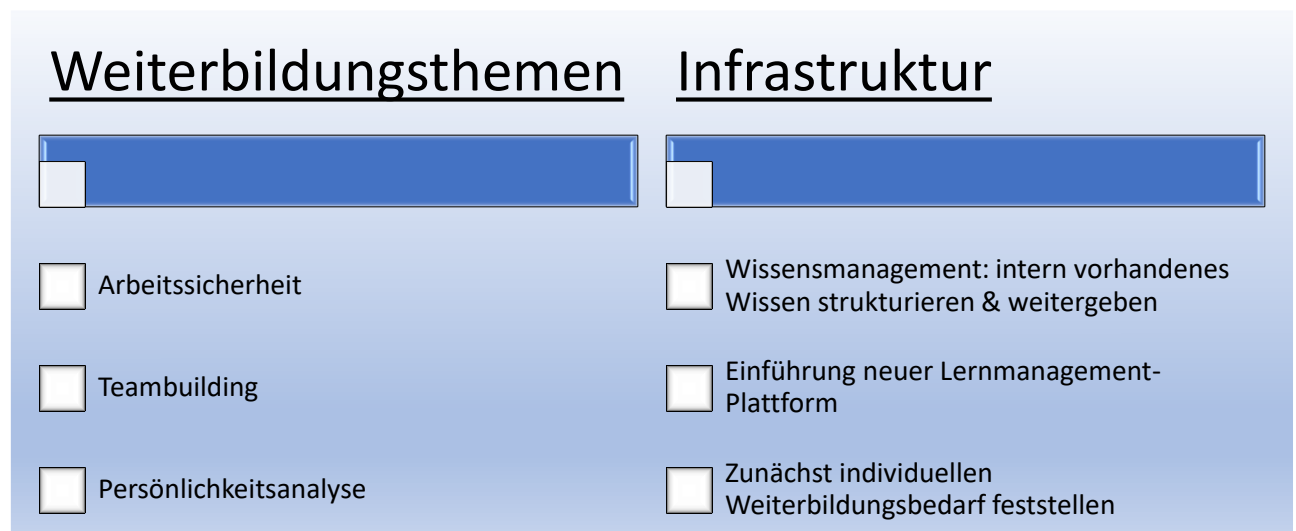 Weiterbildungsthemen
Arbeitssicherheit
Teambuilding
Persönlichkeitsanalyse
Infrastruktur
Wissensmanagement: intern vorhandenes
Wissen strukturieren & weitergeben
Einführung neuer Lernmanagement-
Plattform
Zunächst individuellen
Weiterbildungsbedarf feststellen